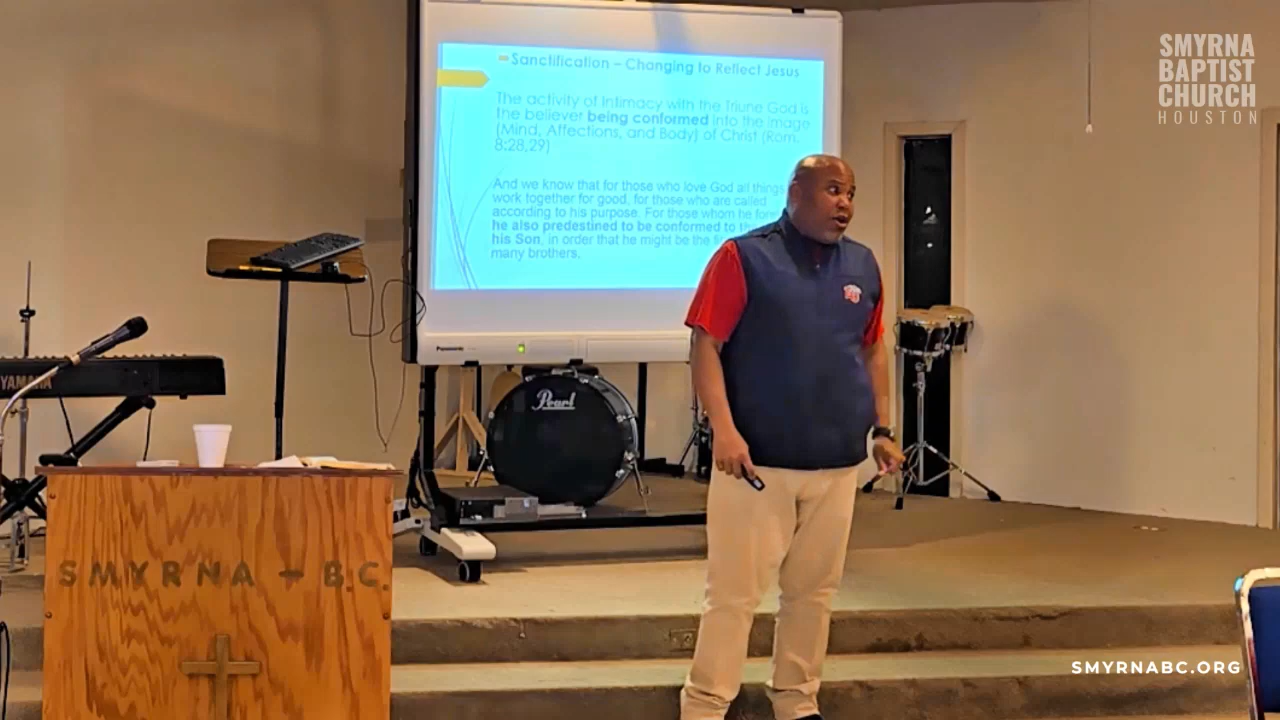 Sanctification – Changing to Reflect Jesus
The activity of Intimacy with the Triune God is
the believer being conformed into the image
(Mind, Affections, and Body) of Christ (Rom.
8:28,29)
And we know that for those who love God all things
work together for good, for those who are called
according to his purpose. For those whom he
he also predestined to be conformed to
his Son, in order that he might be the
many brothers.
Panasonic
SMYRNA
BAPTIST
CHURCH
HOUSTON
YAMAHA
Pearl
SMYRNA – B.C.
SMYRNABC.ORG